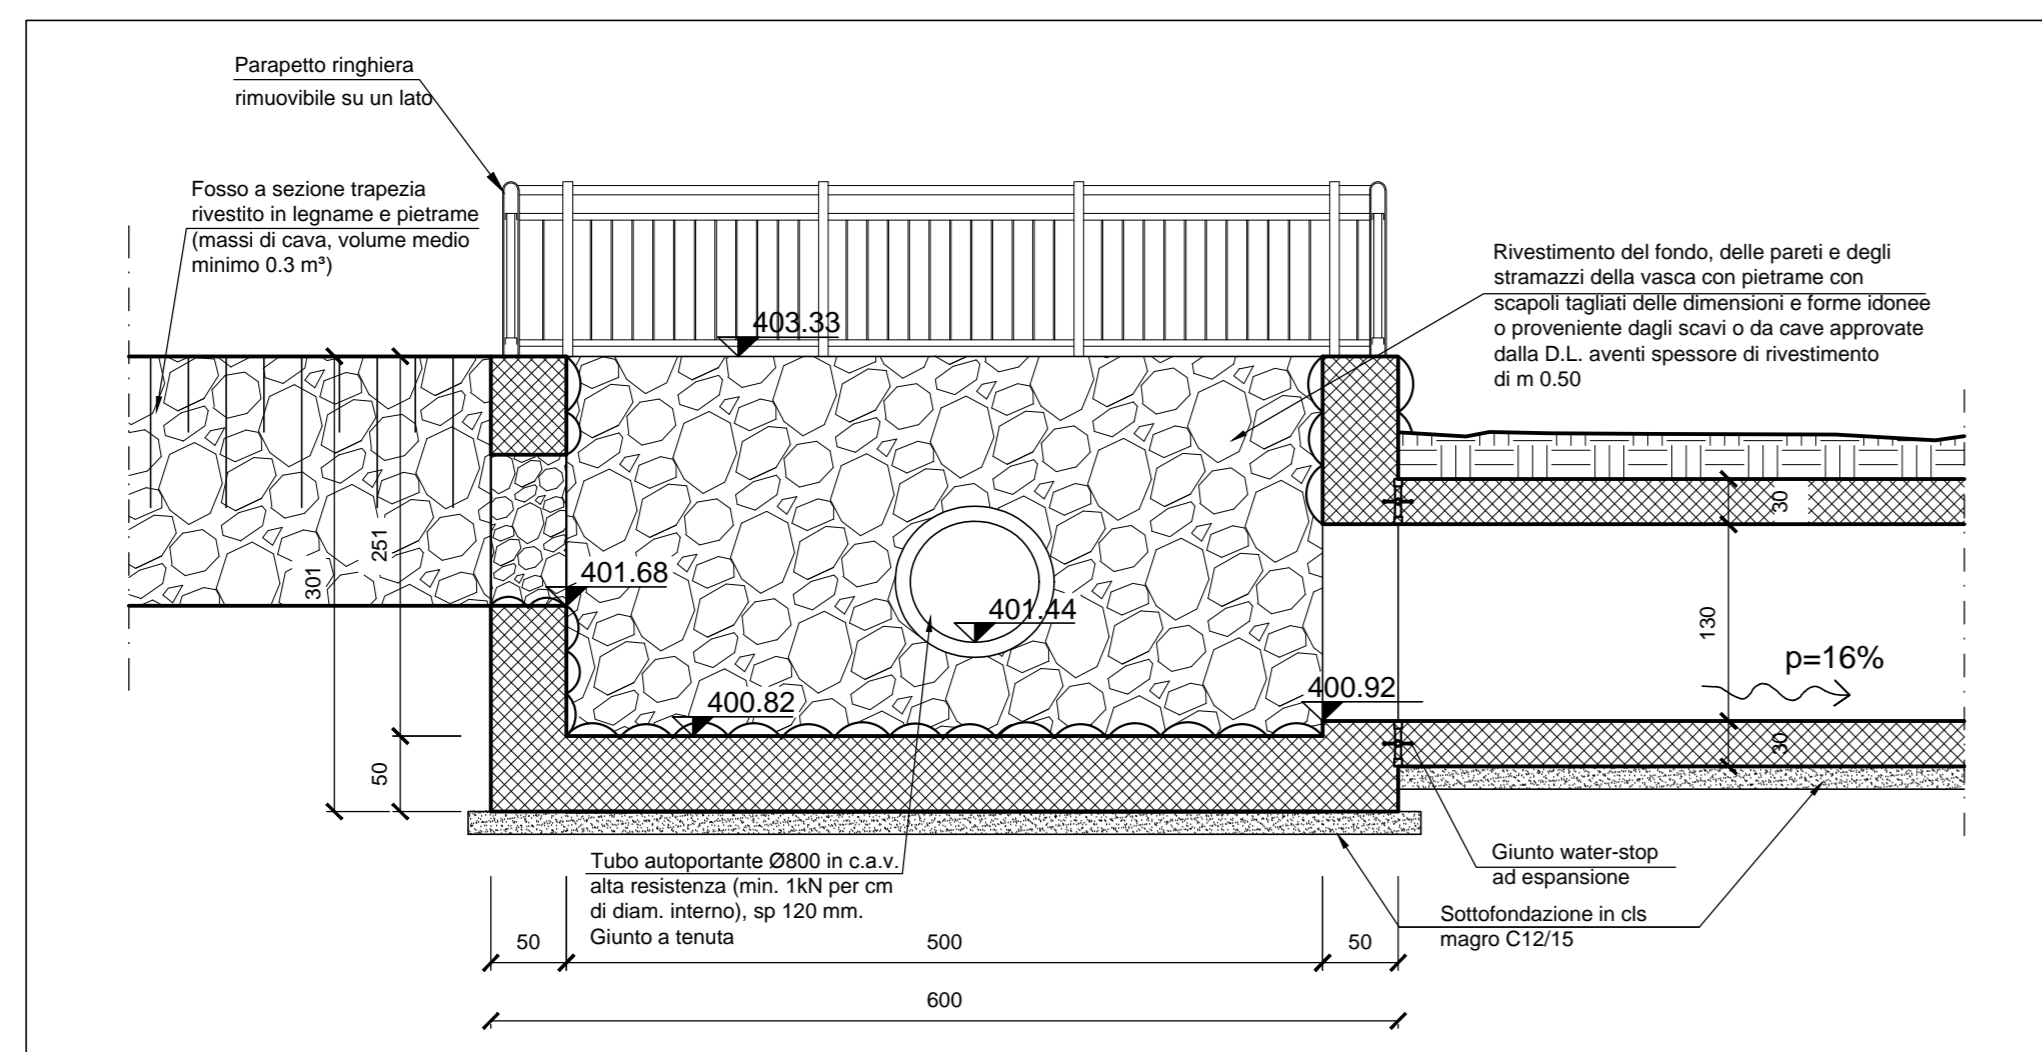 Parapetto ringhiera
rimuovibile su un lato
Fosso a sezione trapezia
rivestito in legname e pietrame
(massi di cava, volume medio
minimo 0.3 m³)
Rivestimento del fondo, delle pareti e degli
stramazzi della vasca con pietrame con
scapoli tagliati delle dimensioni e forme idonee
o proveniente dagli scavi o da cave approvate
dalla D.L. aventi spessore di rivestimento
di m 0.50
403.33
30
251
301
401.68
401.44
130
p=16%
400.82
400.92
50
30
Tubo autoportante Ø800 in c.a.v.
alta resistenza (min. 1kN per cm
di diam. interno), sp 120 mm.
Giunto a tenuta
Giunto water-stop
ad espansione
Sottofondazione in cls
magro C12/15
50
500
50
600